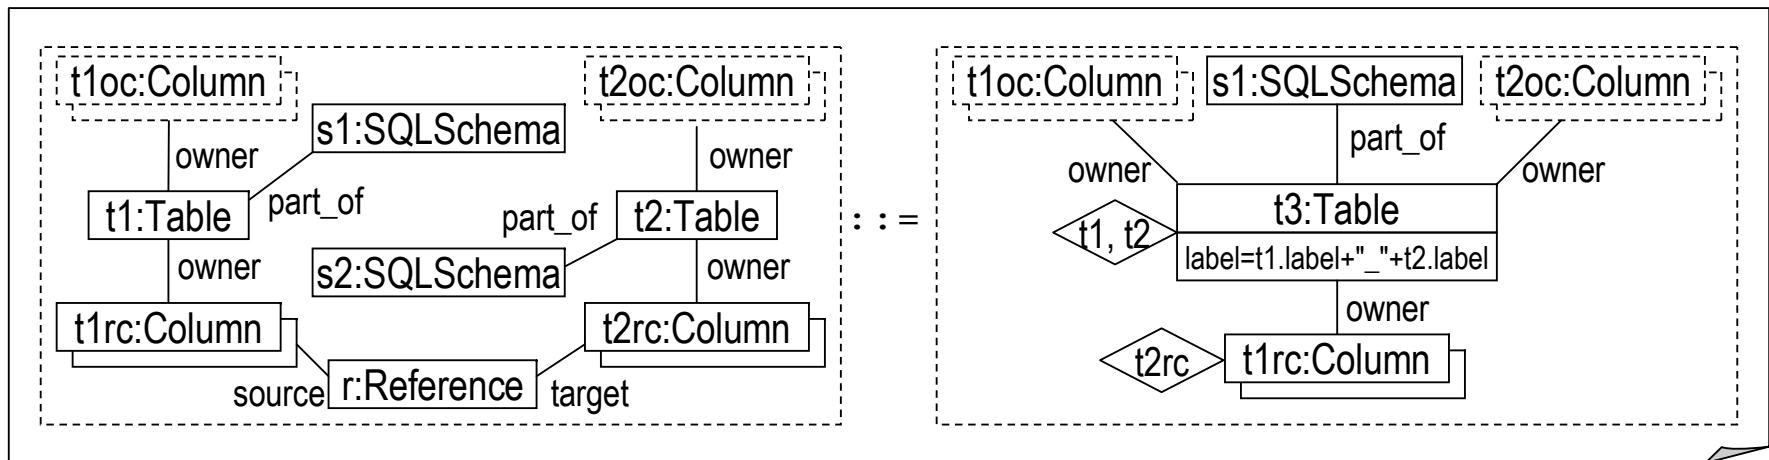 t1oc:Column
t2oc:Column
s1:SQLSchema
owner
owner
part_of
t1:Table
part_of
t2:Table
owner
s2:SQLSchema
owner
t1rc:Column
t2rc:Column
source
r:Reference
target
::=
t1oc:Column
s1:SQLSchema
t2oc:Column
part_of
owner
owner
t1, t2
t3:Table
label=t1.label+"_"+t2.label
owner
t2rc
t1rc:Column